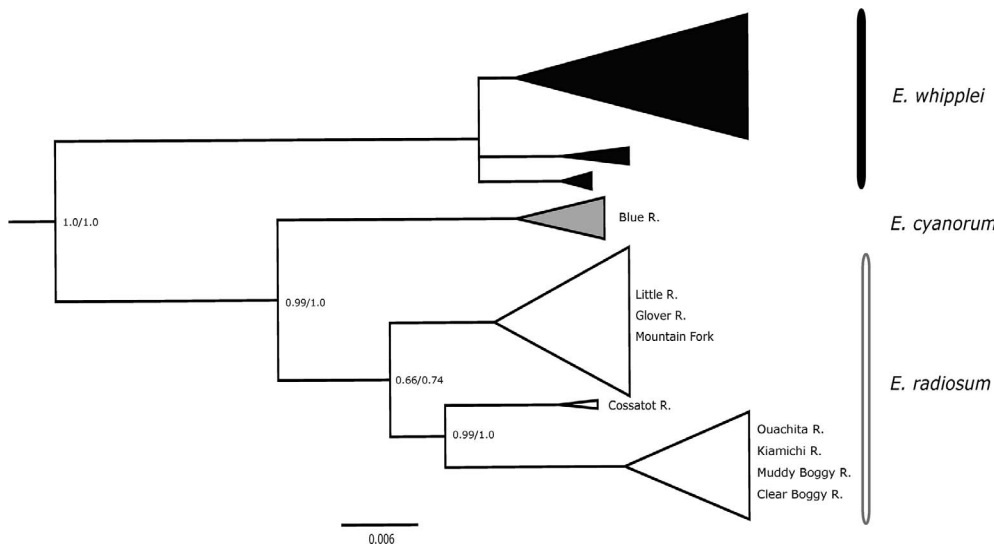 E. whipplei
1.0/1.0
Blue R.
E. cyanorum
0.99/1.0
Little R.
Glover R.
Mountain Fork
0.66/0.74
E. radiosum
Cossatot R.
0.99/1.0
Ouachita R.
Kiamichi R.
Muddy Boggy R.
Clear Boggy R.
0.006